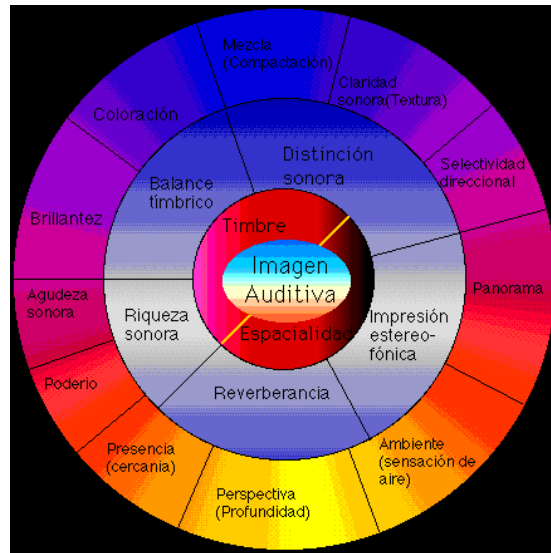 Mezcla
(Compactación)
Claridad
sonora(Textura)
Selectividad
direccional
Panorama
Ambiente
(sensación de
aire)
Perspectiva
(Profundidad)
Presencia
(cercanía)
Poderio
Agudeza
sonora
Brillantez
Coloración
Distinción
sonora
Balance
tímbrico
Riqueza
sonora
Reverberancia
Impresión
estereo-
fónica
Timbre
Imagen
Auditiva
Espacialidad